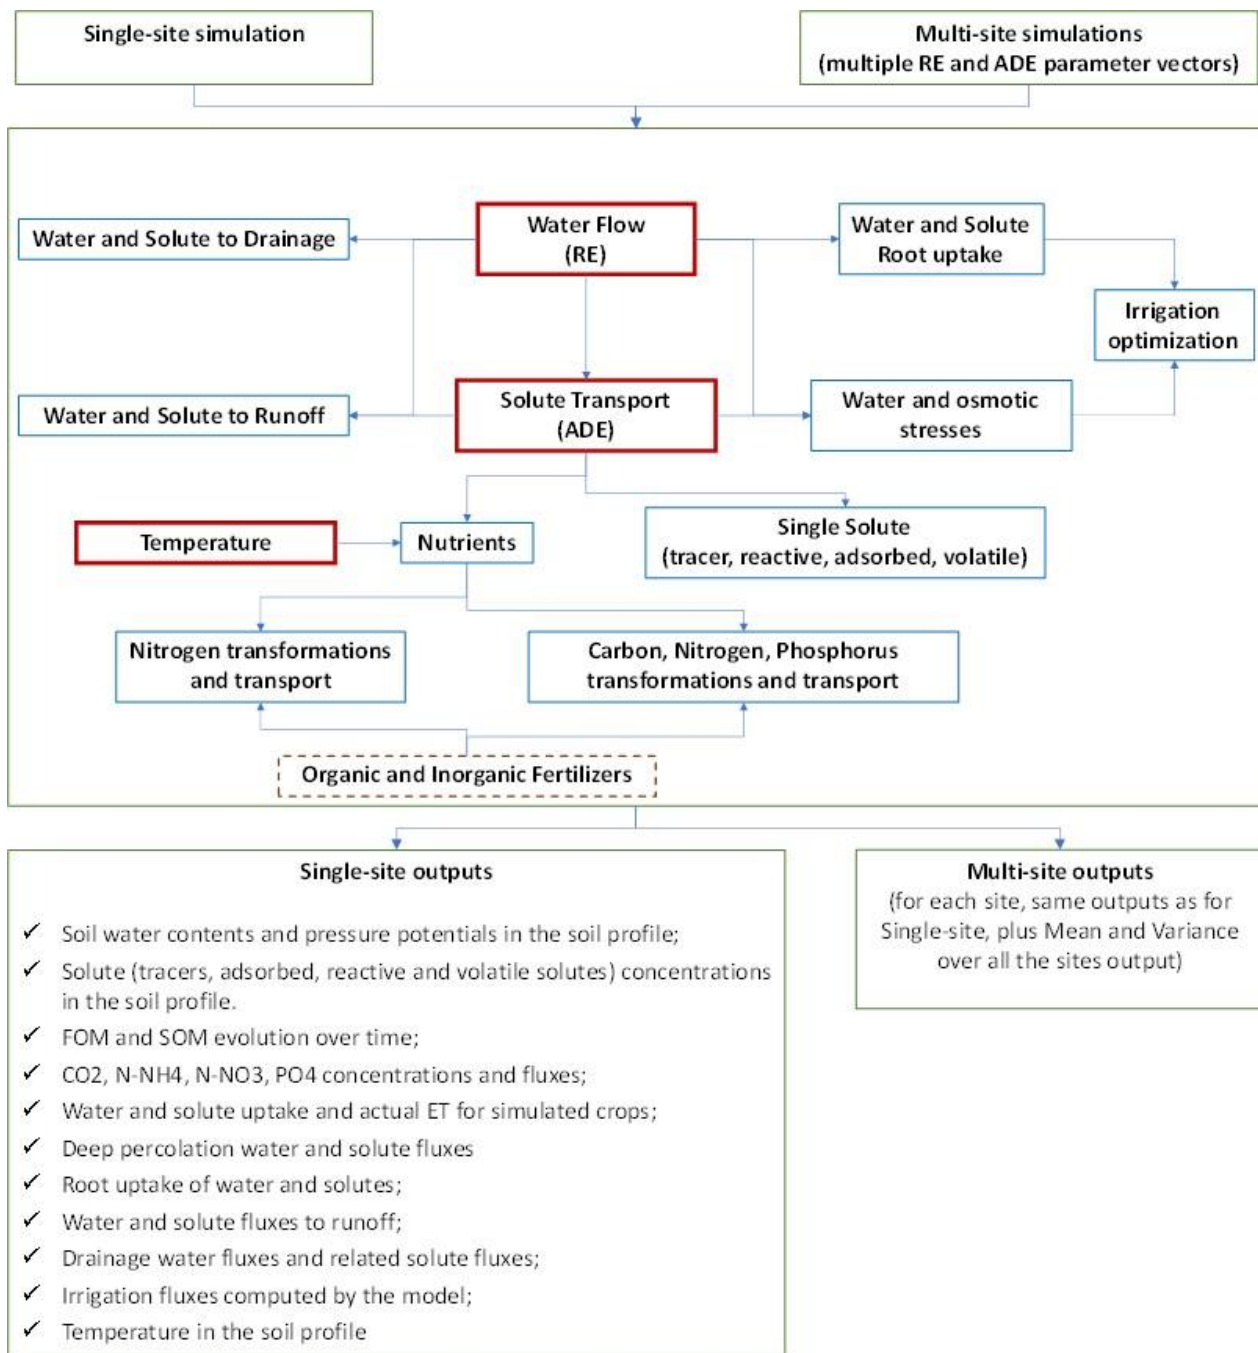 Single-site simulation
Multi-site simulations
(multiple RE and ADE parameter vectors)
Water and Solute to Drainage
Water Flow
(RE)
Water and Solute
Root uptake
Irrigation
optimization
Water and Solute to Runoff
Solute Transport
(ADE)
Water and osmotic
stresses
Temperature
Nutrients
Single Solute
(tracer, reactive, adsorbed, volatile)
Nitrogen transformations
and transport
Carbon, Nitrogen, Phosphorus
transformations and transport
Organic and Inorganic Fertilizers
Single-site outputs
✓ Soil water contents and pressure potentials in the soil profile;
✓ Solute (tracers, adsorbed, reactive and volatile solutes) concentrations
in the soil profile.
✓ FOM and SOM evolution over time;
✓ CO2, N-NH4, N-NO3, PO4 concentrations and fluxes;
✓ Water and solute uptake and actual ET for simulated crops;
✓ Deep percolation water and solute fluxes
✓ Root uptake of water and solutes;
✓ Water and solute fluxes to runoff;
✓ Drainage water fluxes and related solute fluxes;
✓ Irrigation fluxes computed by the model;
✓ Temperature in the soil profile
Multi-site outputs
(for each site, same outputs as for
Single-site, plus Mean and Variance
over all the sites output)